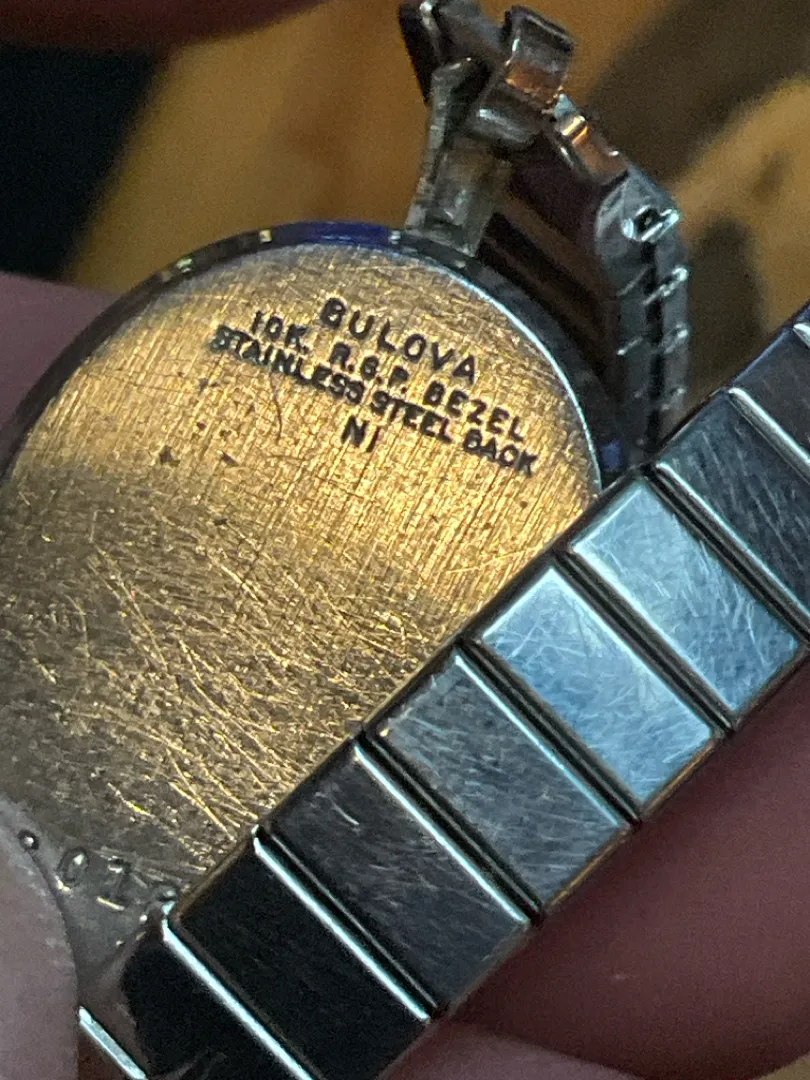 BULOVA
10K. R.G.P. BEZEL
STAINLESS STEEL BACK
N1